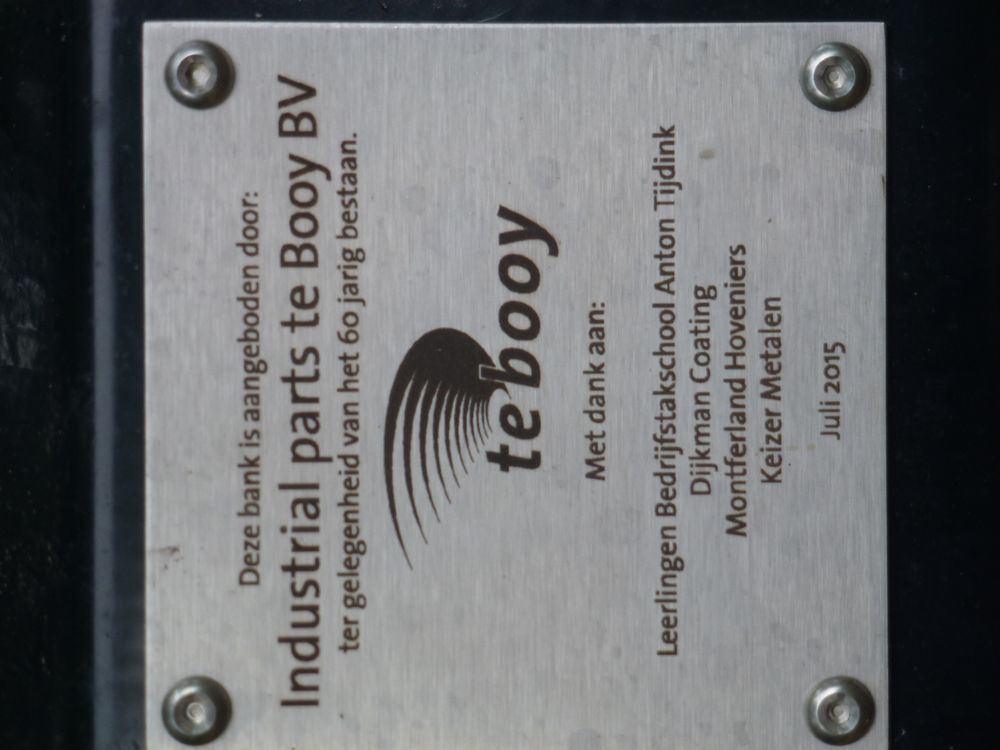 Deze bank is aangeboden door:
Industrial parts te Booy BV
ter gelegenheid van het 60 jarig bestaan.
te booy
Met dank aan:
Leerlingen Bedrijfstakschool Anton Tijdink
Dijkman Coating
Montferland Hoveniers
Keizer Metalen
Juli 2015